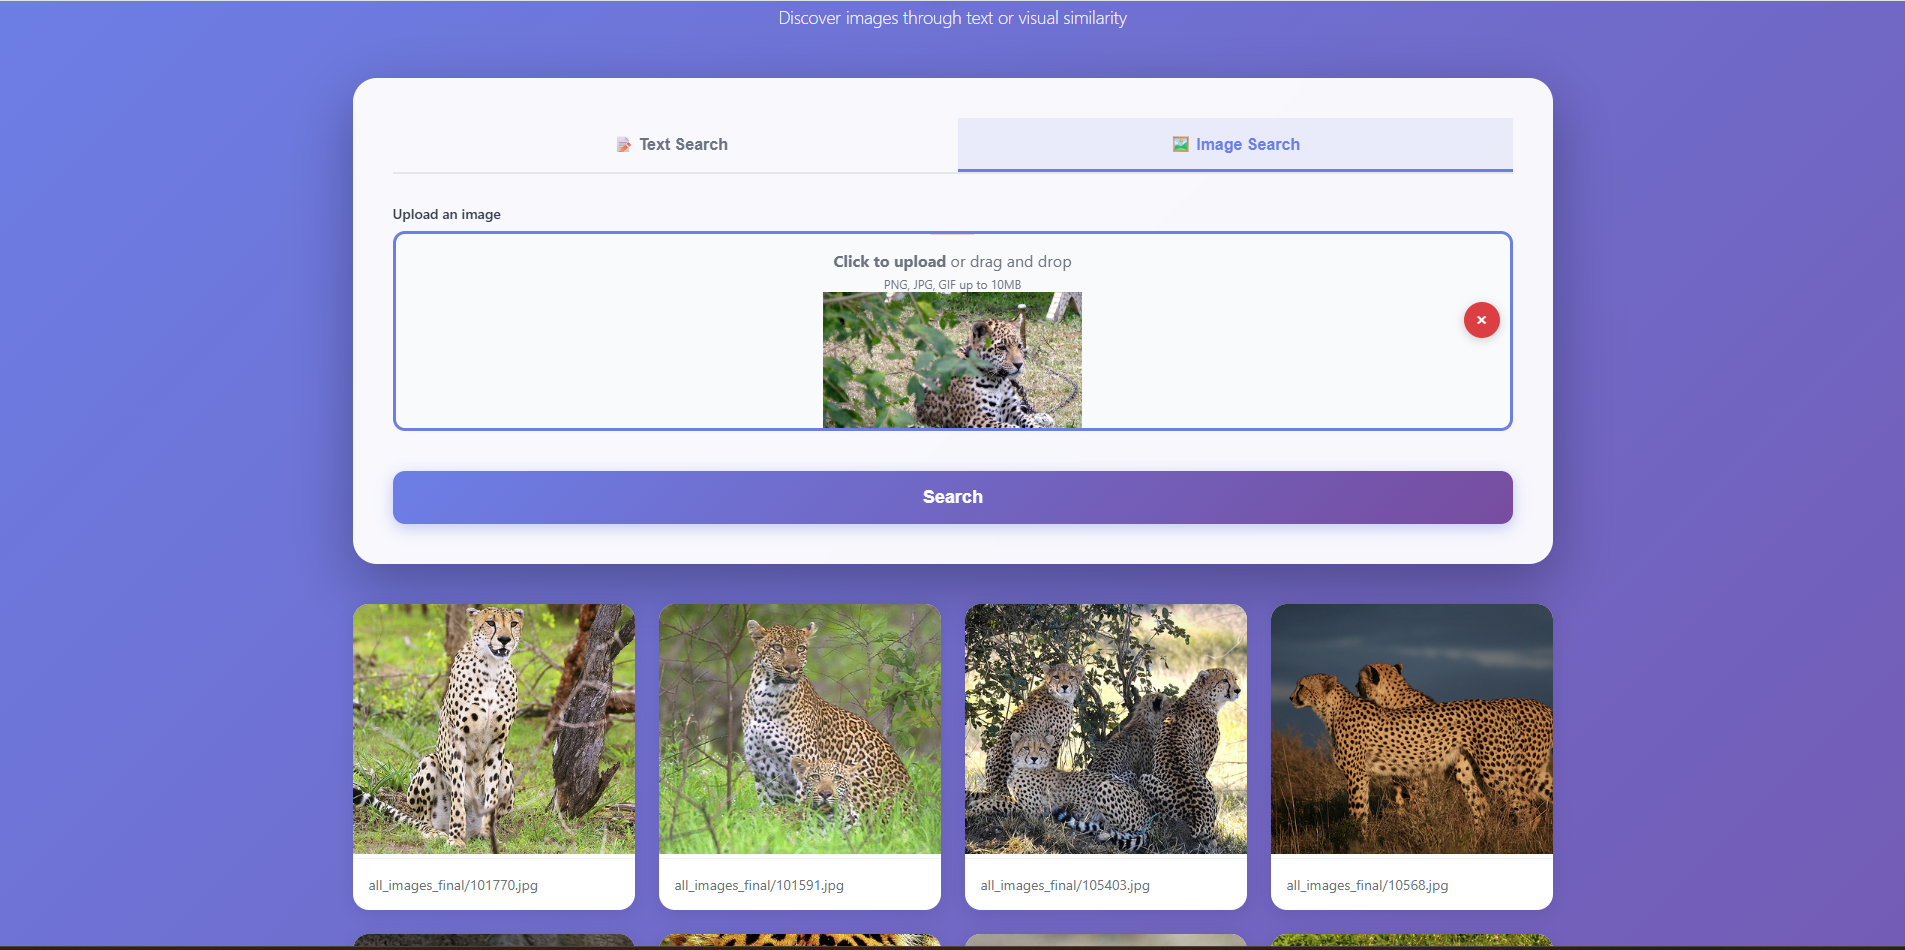 Discover images through text or visual similarity
Text Search
Image Search
Upload an image
Click to upload or drag and drop
PNG, JPG, GIF up to 10MB
Search
all_images_final/101770.jpg
all_images_final/101591.jpg
all_images_final/105403.jpg
all_images_final/10568.jpg